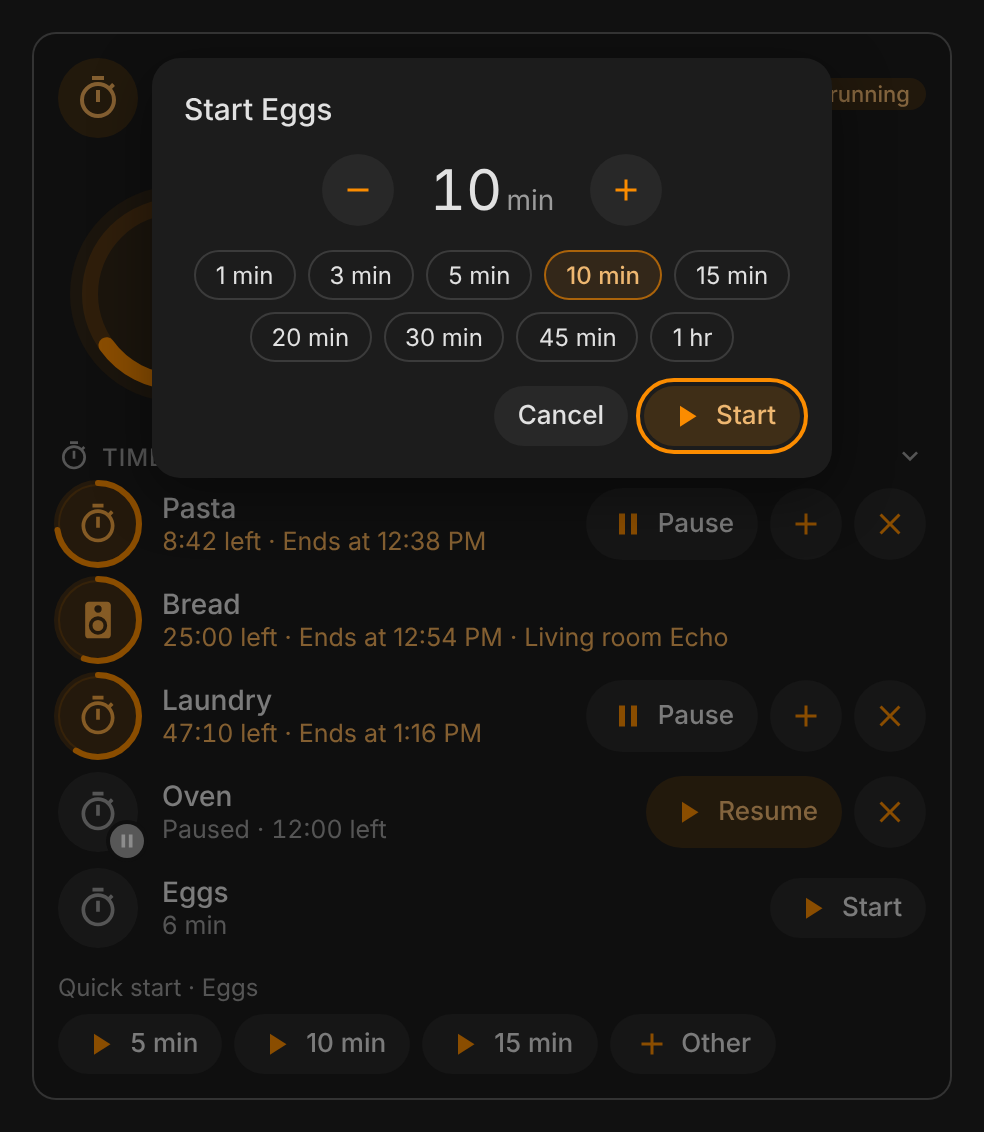 running
Start Eggs
10 min
1 min 3 min 5 min 10 min 15 min
20 min 30 min 45 min 1 hr
Cancel Start
Pasta
8:42 left · Ends at 12:38 PM
Pause
Bread
25:00 left · Ends at 12:54 PM · Living room Echo
Laundry
47:10 left · Ends at 1:16 PM
Pause
Oven
Paused · 12:00 left
Resume
Eggs
6 min
Start
Quick start · Eggs
5 min 10 min 15 min Other